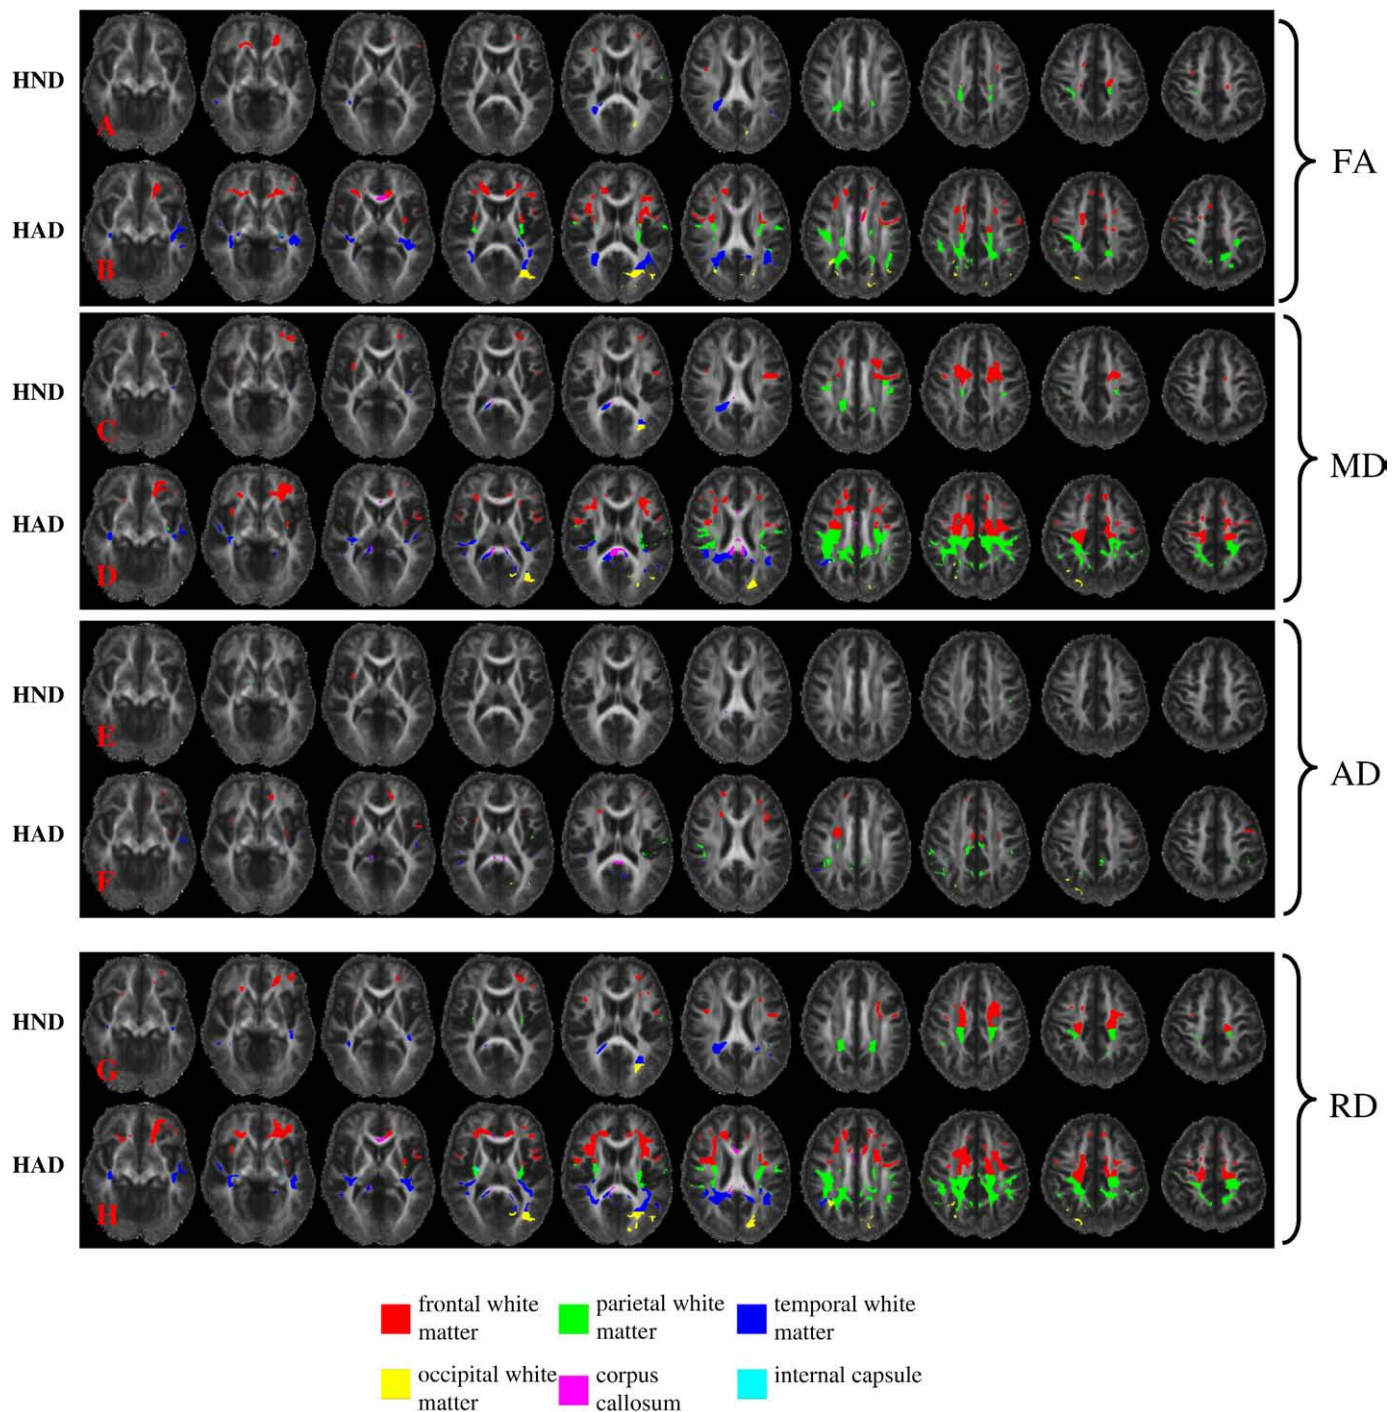 HND
A
FA
HAD
B
HND
C
MD
HAD
D
HND
E
AD
HAD
F
HND
G
RD
HAD
H
frontal white
matter
parietal white
matter
temporal white
matter
occipital white
matter
corpus
callosum
internal capsule